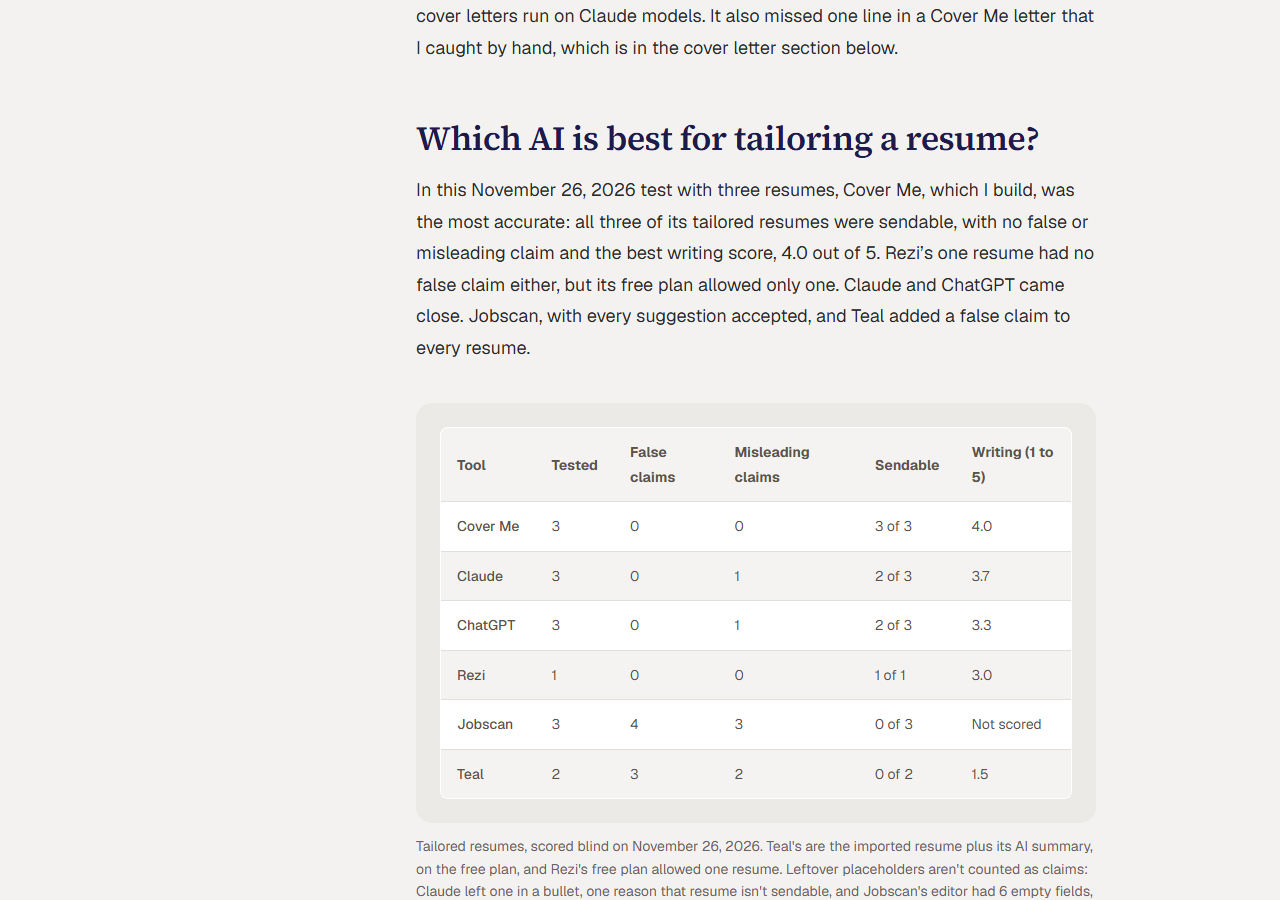 cover letters run on Claude models. It also missed one line in a Cover Me letter that
I caught by hand, which is in the cover letter section below.
Which AI is best for tailoring a resume?
In this November 26, 2026 test with three resumes, Cover Me, which I build, was
the most accurate: all three of its tailored resumes were sendable, with no false or
misleading claim and the best writing score, 4.0 out of 5. Rezi's one resume had no
false claim either, but its free plan allowed only one. Claude and ChatGPT came
close. Jobscan, with every suggestion accepted, and Teal added a false claim to
every resume.
Tool Tested False claims Misleading claims Sendable Writing (1 to 5)
Cover Me 3 0 0 3 of 3 4.0
Claude 3 0 1 2 of 3 3.7
ChatGPT 3 0 1 2 of 3 3.3
Rezi 1 0 0 1 of 1 3.0
Jobscan 3 4 3 0 of 3 Not scored
Teal 2 3 2 0 of 2 1.5
Tailored resumes, scored blind on November 26, 2026. Teal's are the imported resume plus its AI summary,
on the free plan, and Rezi's free plan allowed one resume. Leftover placeholders aren't counted as claims:
Claude left one in a bullet, one reason that resume isn't sendable, and Jobscan's editor had 6 empty fields,